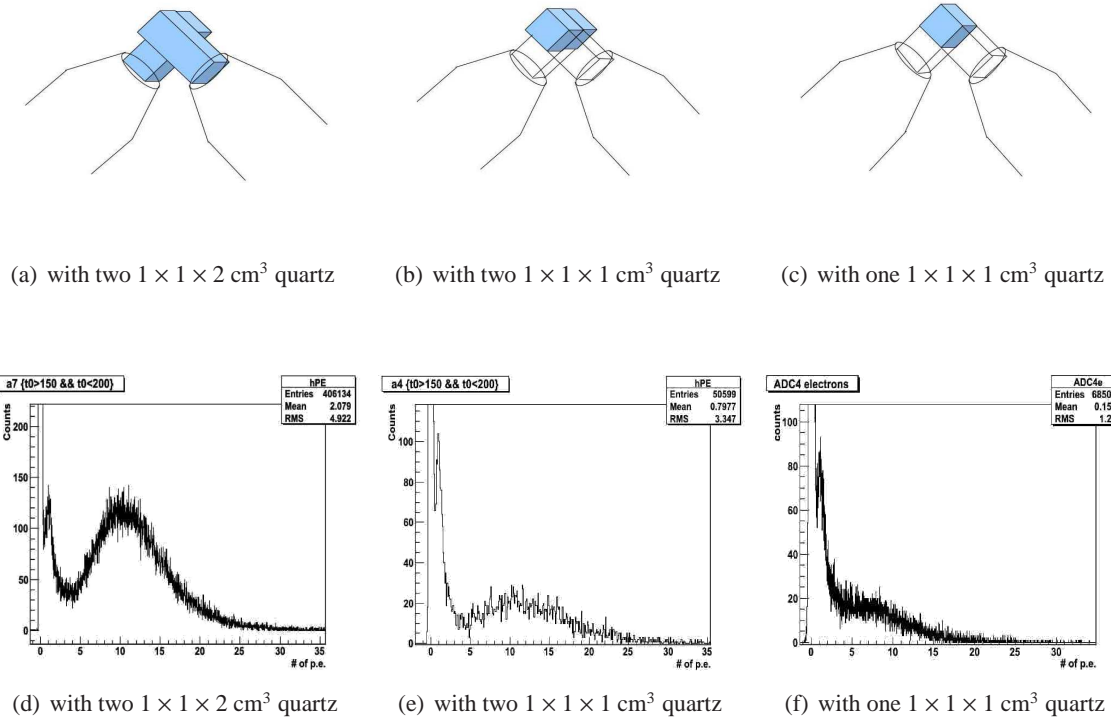 (a) with two 1 × 1 × 2 cm³ quartz
(b) with two 1 × 1 × 1 cm³ quartz
(c) with one 1 × 1 × 1 cm³ quartz
a7 {t0>150 && t0<200}
hPE
Entries 406134
Mean 2.079
RMS 4.922
Counts
200
150
100
50
0
0 5 10 15 20 25 30 35
# of p.e.
a4 {t0>150 && t0<200}
hPE
Entries 50599
Mean 0.7977
RMS 3.347
Counts
100
80
60
40
20
0
0 5 10 15 20 25 30 35
# of p.e.
ADC4 electrons
ADC4e
Entries 6850
Mean 0.15
RMS 1.2
counts
100
80
60
40
20
0
0 5 10 15 20 25 30
# of p.e.
(d) with two 1 × 1 × 2 cm³ quartz
(e) with two 1 × 1 × 1 cm³ quartz
(f) with one 1 × 1 × 1 cm³ quartz